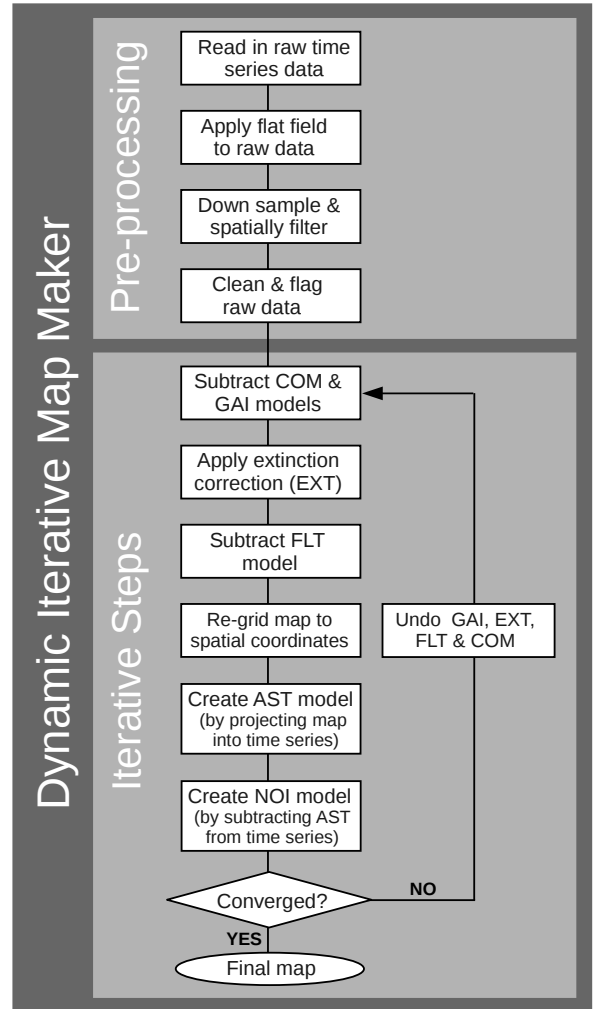 Dynamic Iterative Map Maker
Pre-processing
Read in raw time
series data
Apply flat field
to raw data
Down sample &
spatially filter
Clean & flag
raw data
Iterative Steps
Subtract COM &
GAI models
Apply extinction
correction (EXT)
Subtract FLT
model
Re-grid map to
spatial coordinates
Undo GAI, EXT,
FLT & COM
Create AST model
(by projecting map
into time series)
Create NOI model
(by subtracting AST
from time series)
Converged?
NO
YES
Final map